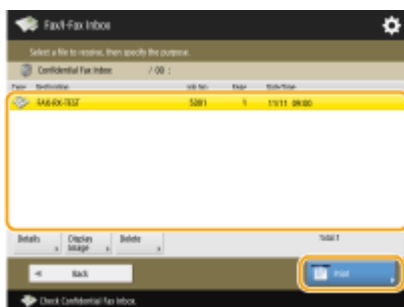 Fax/I-Fax Inbox
Select a file to receive, then specify the purpose.
Confidential Fax Inbox: / 00 :
Type Destination Job No. Page Date/Time
FAX-RX-TEST 5001 1 11/11 09:00
Details Display Image Delete Total:1
Back Print
Check Confidential Fax Inbox.